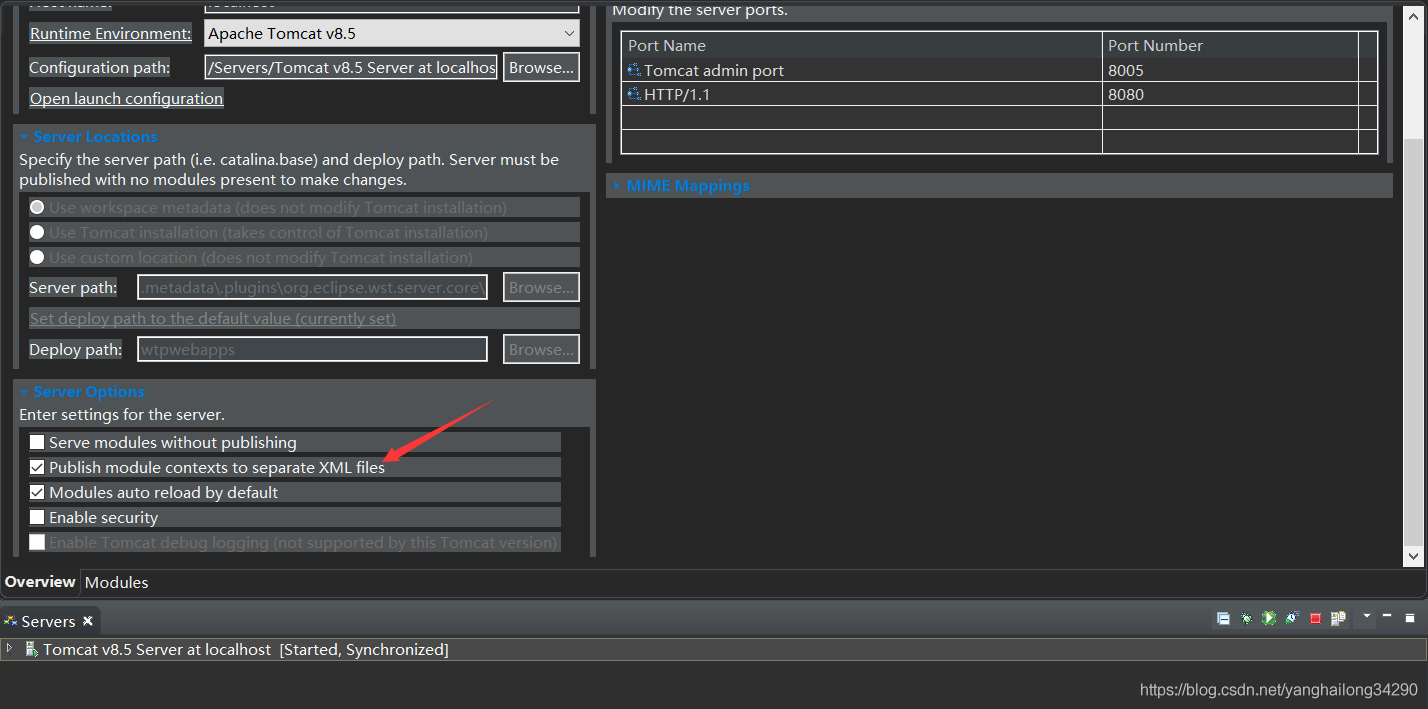 Runtime Environment:
Apache Tomcat v8.5
Configuration path:
/Servers/Tomcat v8.5 Server at localhos
Browse...
Open launch configuration
Server Locations
Specify the server path (i.e. catalina.base) and deploy path. Server must be
published with no modules present to make changes.
Use workspace metadata (does not modify Tomcat installation)
Use Tomcat installation (takes control of Tomcat installation)
Use custom location (does not modify Tomcat installation)
Server path:
.metadata\.plugins\org.eclipse.wst.server.core\
Browse...
Set deploy path to the default value (currently set)
Deploy path:
wtpwebapps
Browse...
Server Options
Enter settings for the server.
Serve modules without publishing
Publish module contexts to separate XML files
Modules auto reload by default
Enable security
Enable Tomcat debug logging (not supported by this Tomcat version)
Modify the server ports.
Port Name Port Number
Tomcat admin port 8005
HTTP/1.1 8080
MIME Mappings
Overview Modules
Servers
Tomcat v8.5 Server at localhost [Started, Synchronized]
https://blog.csdn.net/yanghailong34290